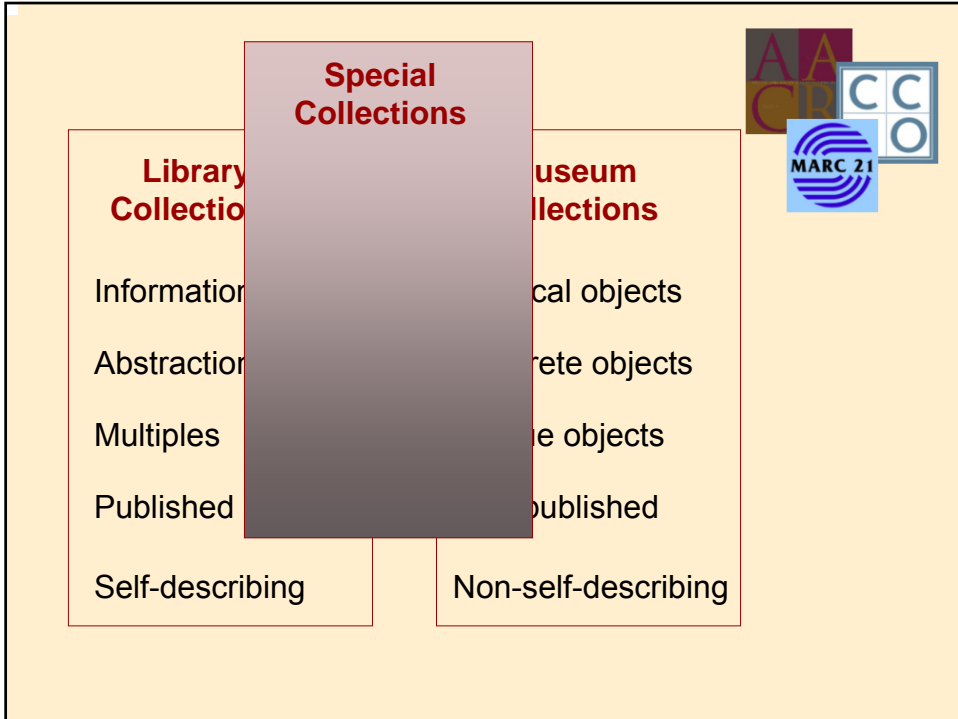 Special
Collections
Library
Collectio
Information
Abstraction
Multiples
Published
Self-describing
useum
llections
cal objects
rete objects
e objects
published
Non-self-describing
A A
C R
C C
O
MARC 21